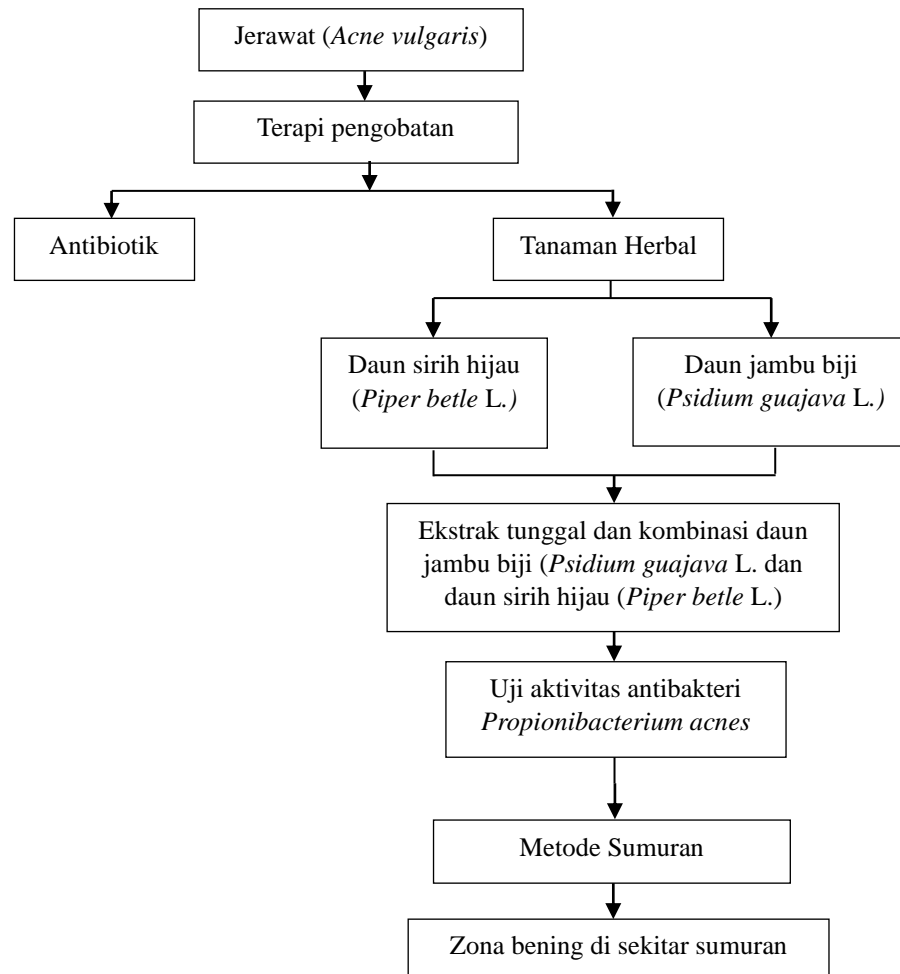 Jerawat (Acne vulgaris)
Terapi pengobatan
Antibiotik
Tanaman Herbal
Daun sirih hijau
(Piper betle L.)
Daun jambu biji
(Psidium guajava L.)
Ekstrak tunggal dan kombinasi daun
jambu biji (Psidium guajava L. dan
daun sirih hijau (Piper betle L.)
Uji aktivitas antibakteri
Propionibacterium acnes
Metode Sumuran
Zona bening di sekitar sumuran